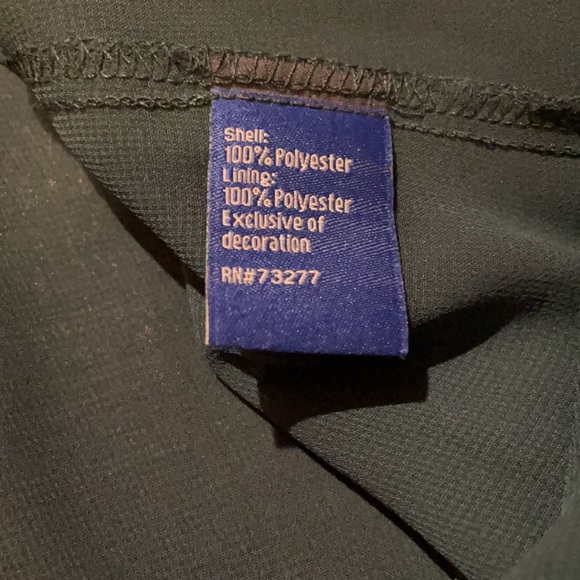 Shell:
100% Polyester
Lining:
100% Polyester
Exclusive of
decoration
RN#73277